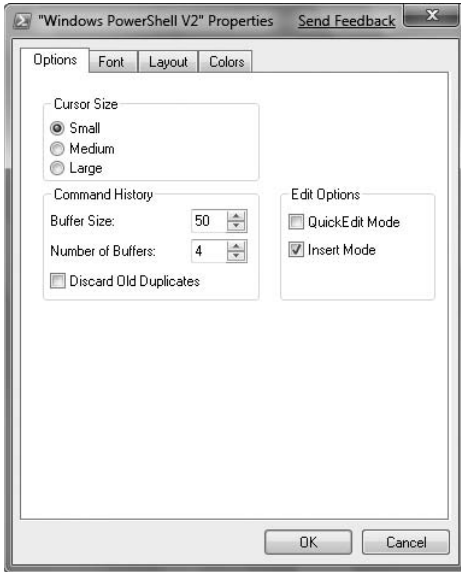 "Windows PowerShell V2" Properties Send Feedback X
Options Font Layout Colors
Cursor Size
Small
Medium
Large
Command History
Buffer Size: 50
Number of Buffers: 4
Discard Old Duplicates
Edit Options
QuickEdit Mode
Insert Mode
OK Cancel